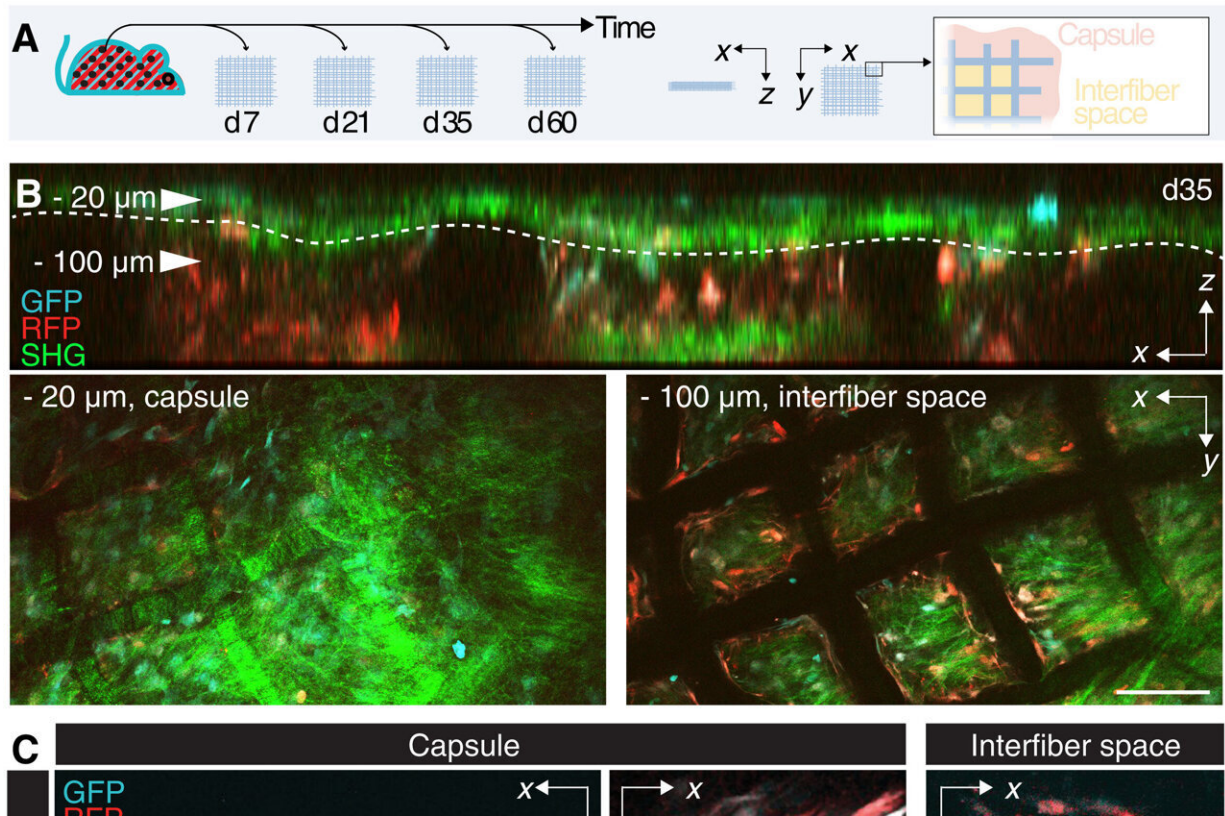 A
Time
d7
d21
d35
d60
x
z
x
y
Capsule
Interfiber
space
B
- 20 µm
d35
- 100 µm
GFP
RFP
SHG
z
x
- 20 µm, capsule
- 100 µm, interfiber space
x
y
C
Capsule
Interfiber space
GFP
RFP
x
x
x